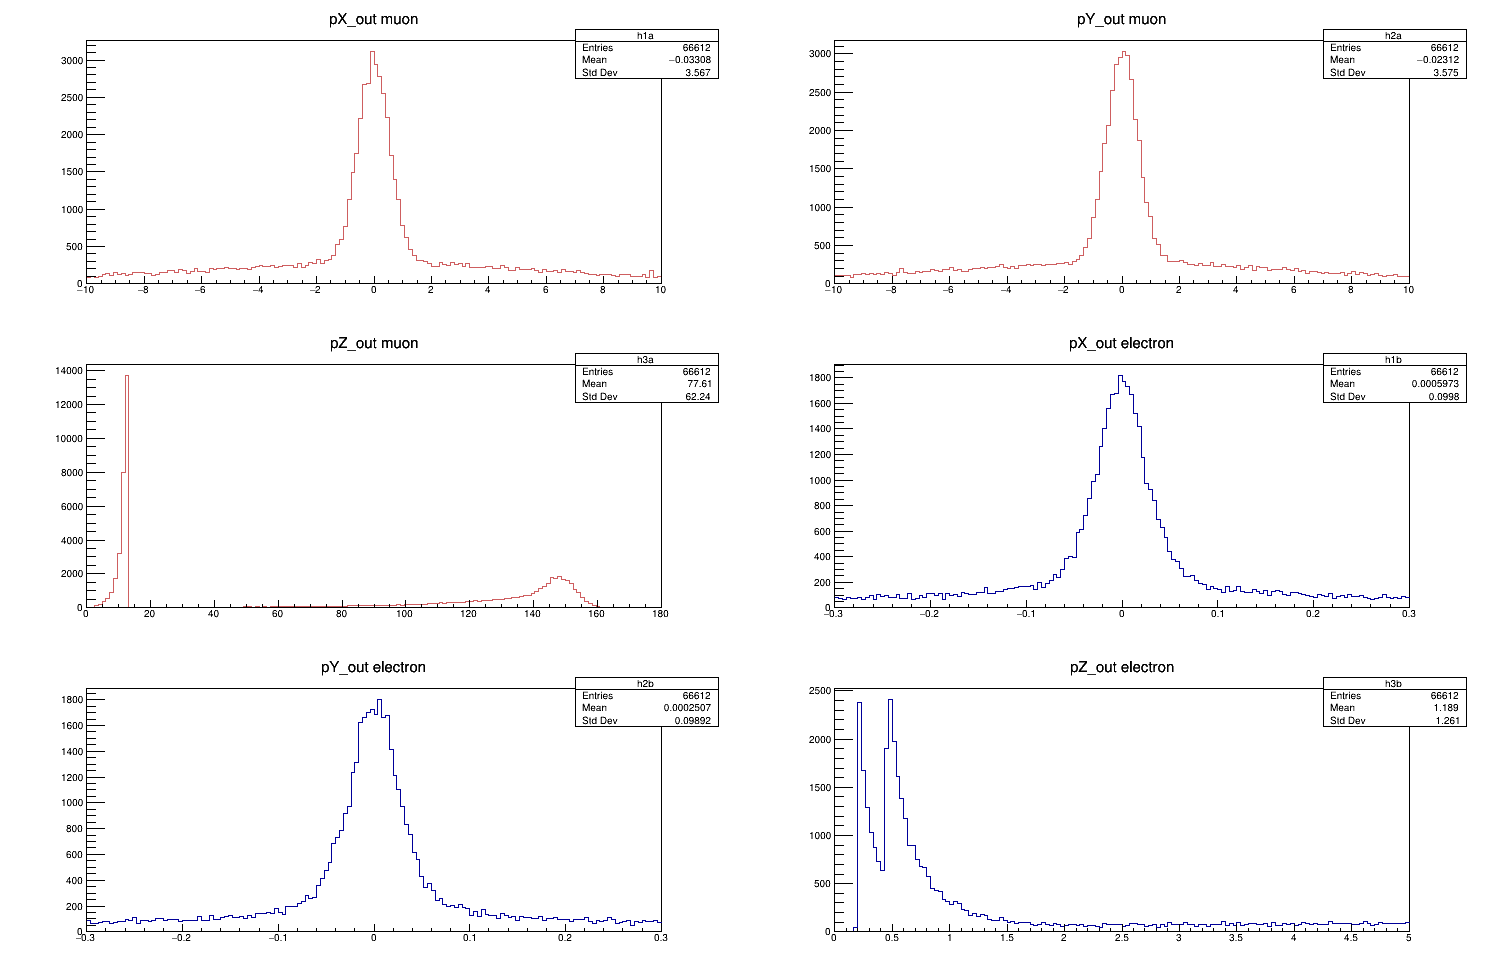 pX_out muon
h1a
Entries 66612
Mean −0.03308
Std Dev 3.567
3000
2500
2000
1500
1000
500
0
−10 −8 −6 −4 −2 0 2 4 6 8 10
pY_out muon
h2a
Entries 66612
Mean −0.02312
Std Dev 3.575
3000
2500
2000
1500
1000
500
0
−10 −8 −6 −4 −2 0 2 4 6 8 10
pZ_out muon
h3a
Entries 66612
Mean 77.61
Std Dev 62.24
14000
12000
10000
8000
6000
4000
2000
0
0 20 40 60 80 100 120 140 160 180
pX_out electron
h1b
Entries 66612
Mean 0.0005973
Std Dev 0.0998
1800
1600
1400
1200
1000
800
600
400
200
0
−0.3 −0.2 −0.1 0 0.1 0.2 0.3
pY_out electron
h2b
Entries 66612
Mean 0.0002507
Std Dev 0.09892
1800
1600
1400
1200
1000
800
600
400
200
0
−0.3 −0.2 −0.1 0 0.1 0.2 0.3
pZ_out electron
h3b
Entries 66612
Mean 1.189
Std Dev 1.261
2500
2000
1500
1000
500
0
0 0.5 1 1.5 2 2.5 3 3.5 4 4.5 5